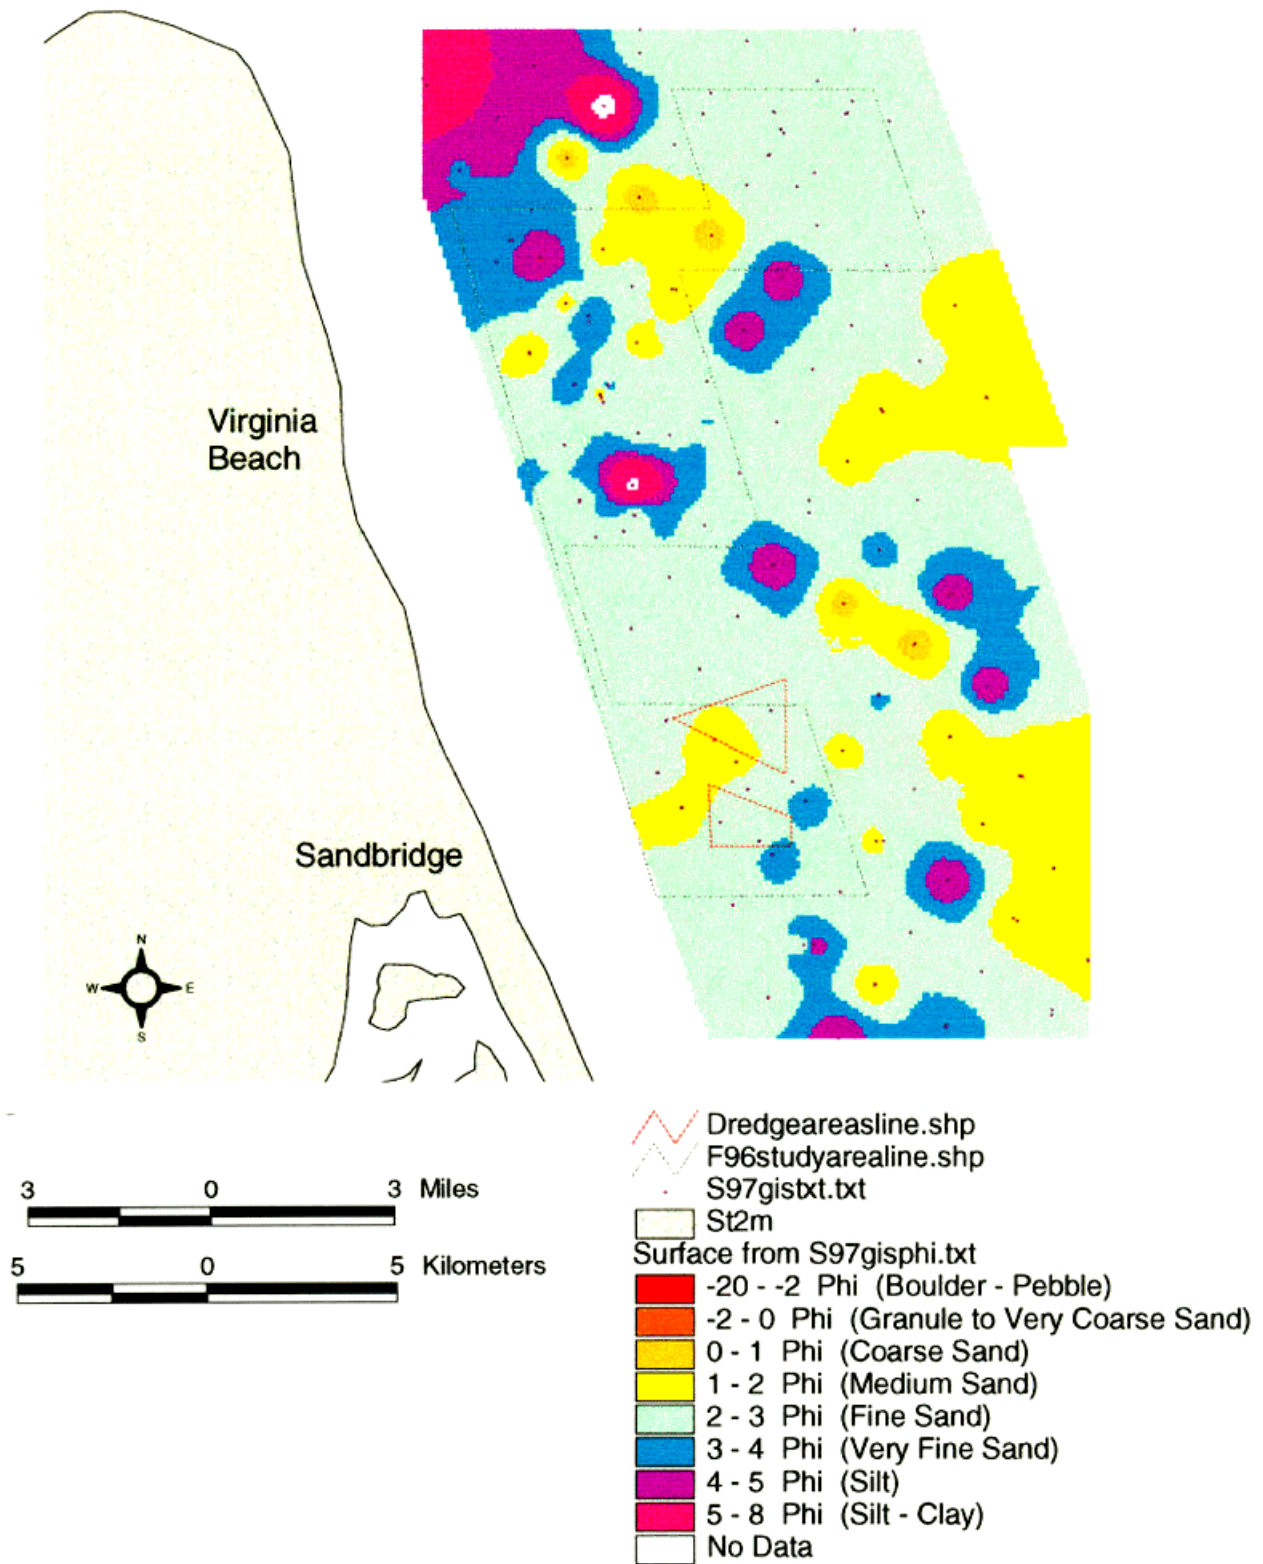 Virginia
Beach
Sandbridge
N
W E
S
3 0 3 Miles
5 0 5 Kilometers
Dredgeareasline.shp
F96studyarealine.shp
S97gistxt.txt
St2m
Surface from S97gisphi.txt
-20 - -2 Phi (Boulder - Pebble)
-2 - 0 Phi (Granule to Very Coarse Sand)
0 - 1 Phi (Coarse Sand)
1 - 2 Phi (Medium Sand)
2 - 3 Phi (Fine Sand)
3 - 4 Phi (Very Fine Sand)
4 - 5 Phi (Silt)
5 - 8 Phi (Silt - Clay)
No Data